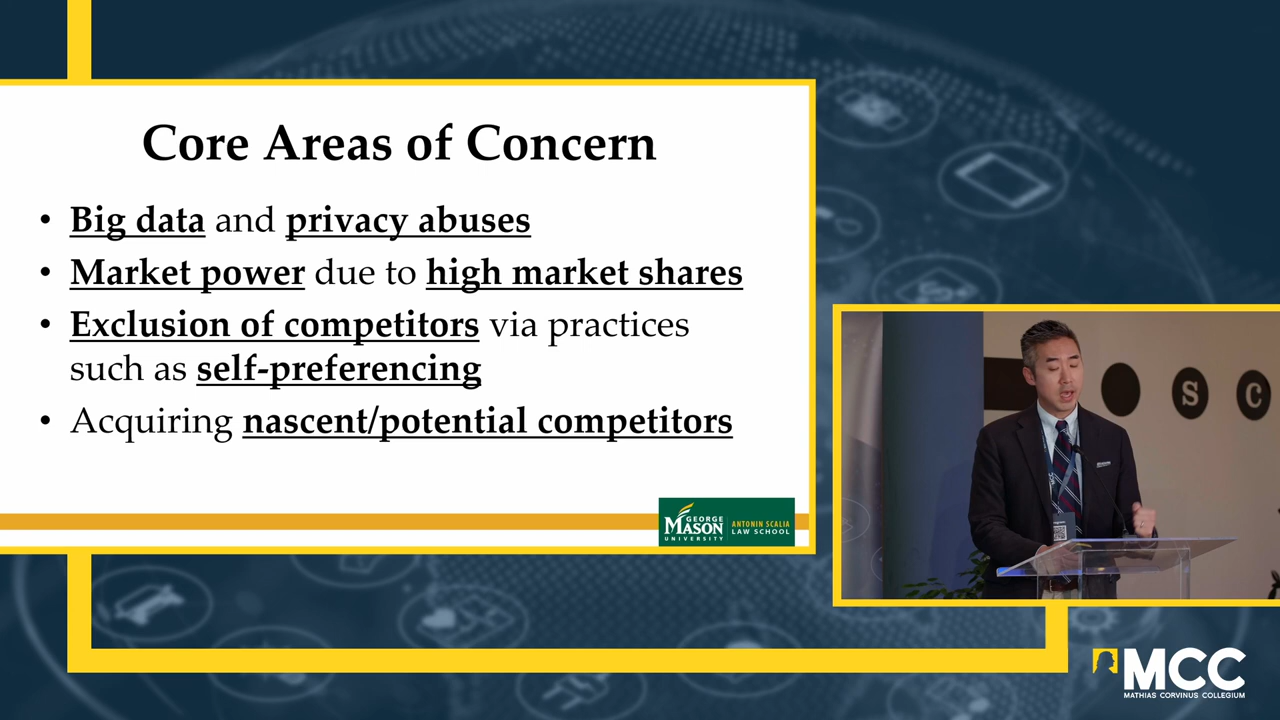 Core Areas of Concern
• Big data and privacy abuses
• Market power due to high market shares
• Exclusion of competitors via practices
such as self-preferencing
• Acquiring nascent/potential competitors
GEORGE
MASON
UNIVERSITY
ANTONIN SCALIA
LAW SCHOOL
S C
MCC
MATHIAS CORVINUS COLLEGIUM